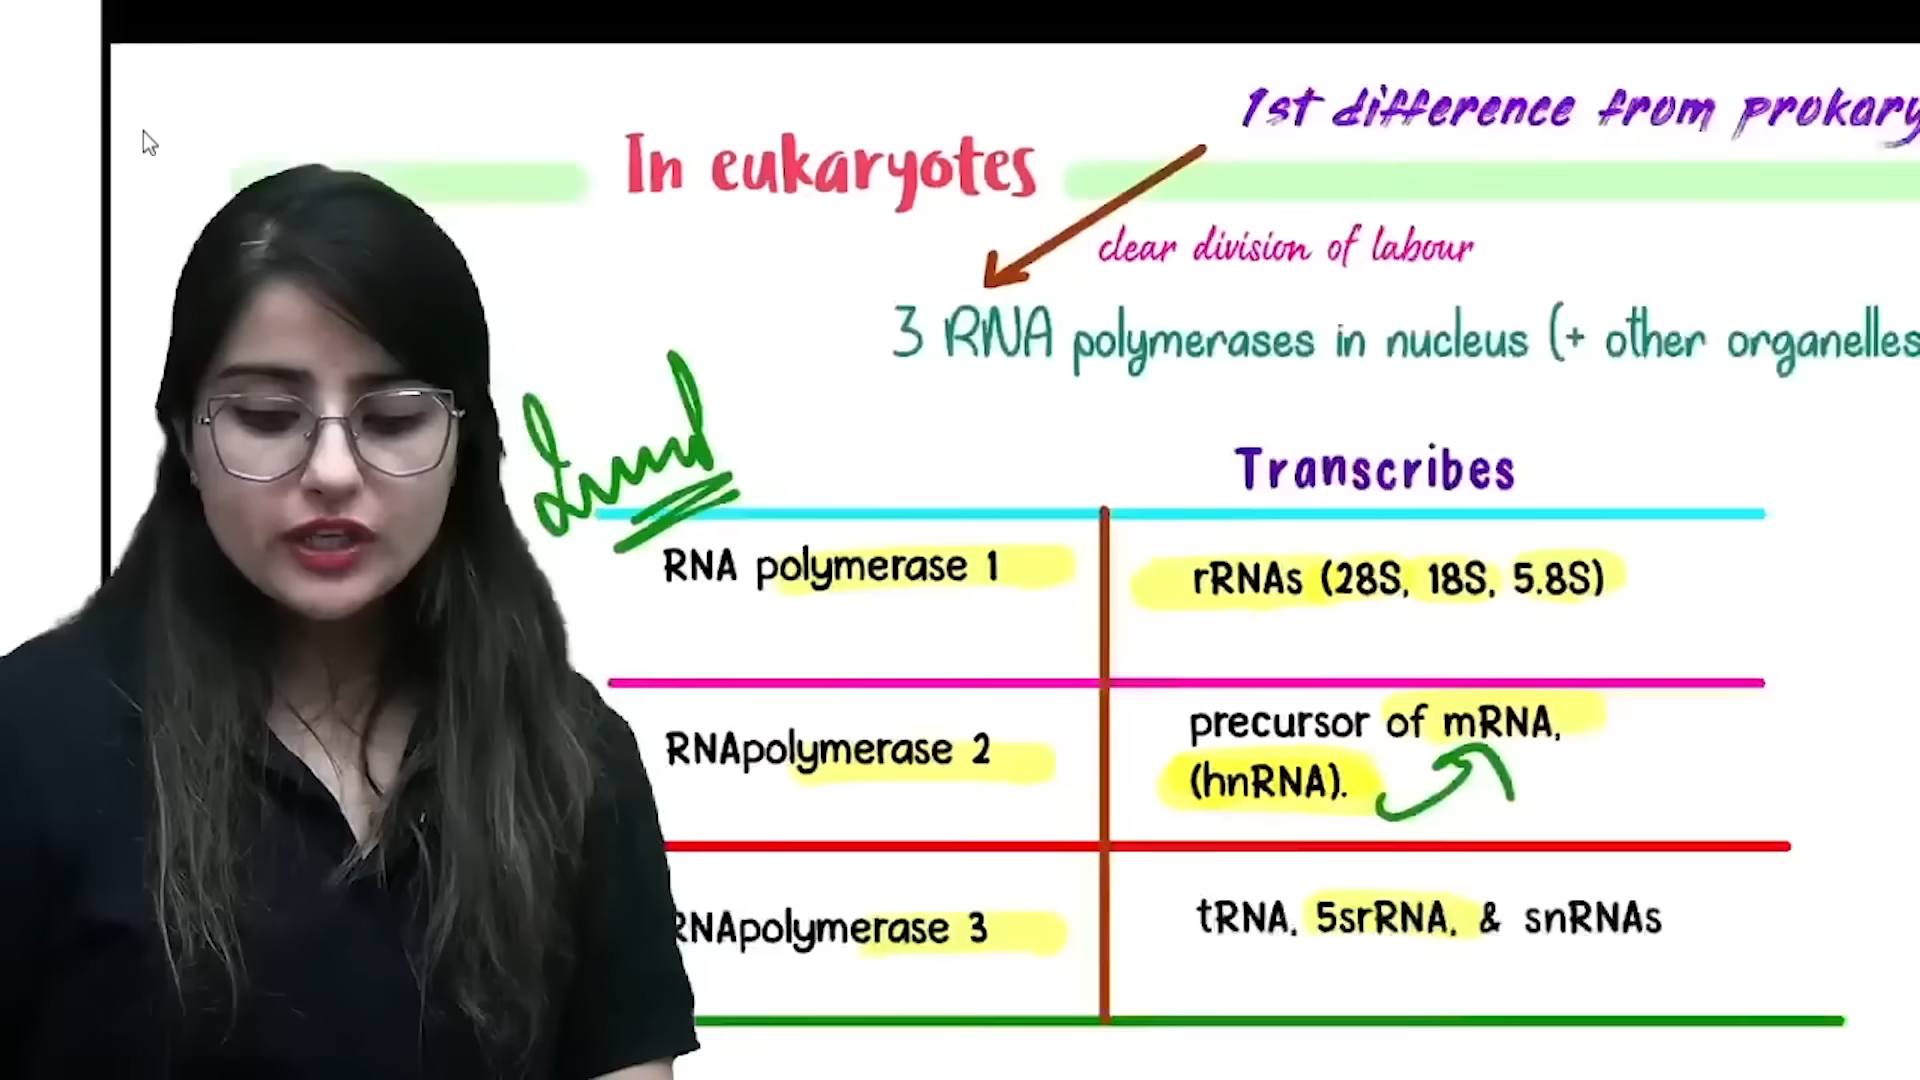 1st difference from prokary
In eukaryotes
clear division of labour
3 RNA polymerases in nucleus (+ other organelles
Transcribes
RNA polymerase 1
rRNAs (28S, 18S, 5.8S)
RNApolymerase 2
precursor of mRNA,
(hnRNA).
RNApolymerase 3
tRNA, 5srRNA, & snRNAs